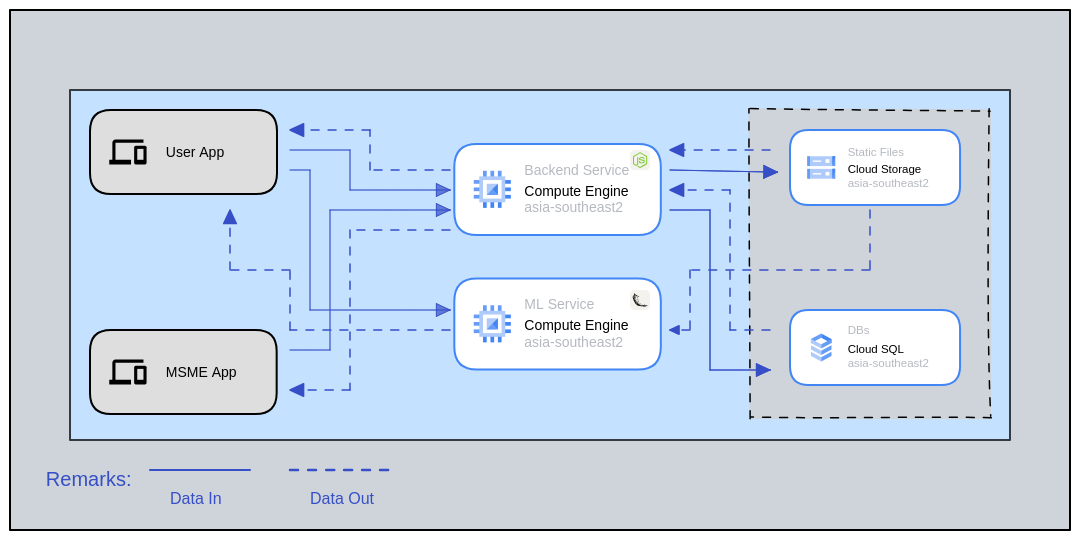 User App
MSME App
Backend Service
JS
Compute Engine
asia-southeast2
ML Service
Compute Engine
asia-southeast2
Static Files
Cloud Storage
asia-southeast2
DBs
Cloud SQL
asia-southeast2
Remarks:
Data In
Data Out